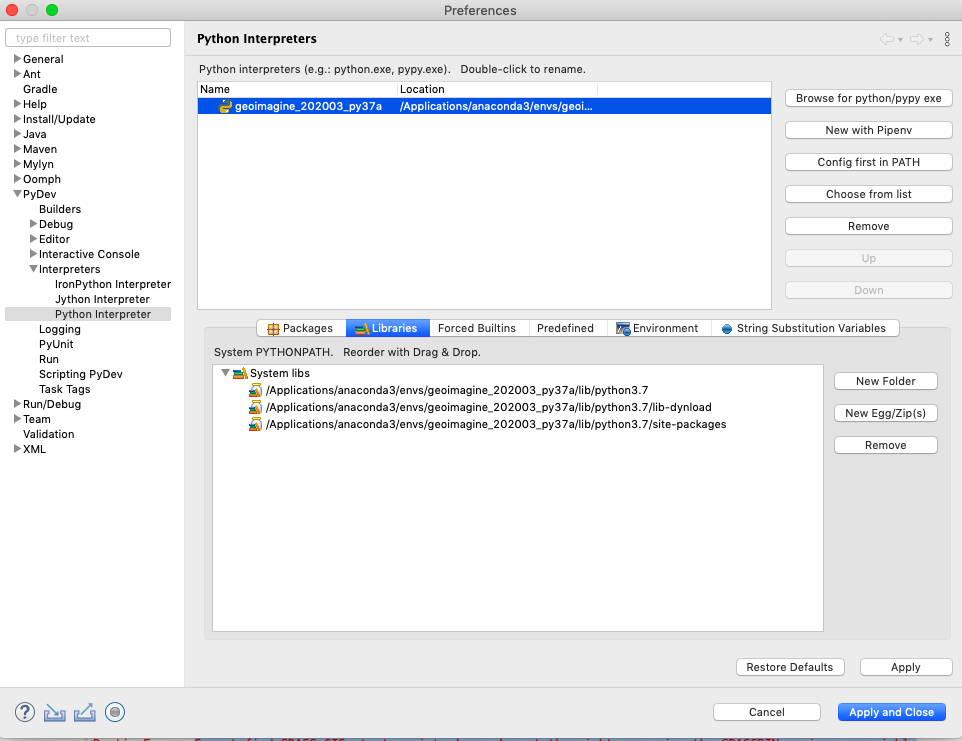 Preferences
type filter text
General
Ant
Gradle
Help
Install/Update
Java
Maven
Mylyn
Oomph
PyDev
Builders
Debug
Editor
Interactive Console
Interpreters
IronPython Interpreter
Jython Interpreter
Python Interpreter
Logging
PyUnit
Run
Scripting PyDev
Task Tags
Run/Debug
Team
Validation
XML
Python Interpreters
Python interpreters (e.g.: python.exe, pypy.exe).   Double-click to rename.
Name Location
geoimagine_202003_py37a /Applications/anaconda3/envs/geoi...
Browse for python/pypy exe
New with Pipenv
Config first in PATH
Choose from list
Remove
Up
Down
Packages Libraries Forced Builtins Predefined Environment String Substitution Variables
System PYTHONPATH.   Reorder with Drag & Drop.
System libs
/Applications/anaconda3/envs/geoimagine_202003_py37a/lib/python3.7
/Applications/anaconda3/envs/geoimagine_202003_py37a/lib/python3.7/lib-dynload
/Applications/anaconda3/envs/geoimagine_202003_py37a/lib/python3.7/site-packages
New Folder
New Egg/Zip(s)
Remove
Restore Defaults Apply
? Cancel Apply and Close